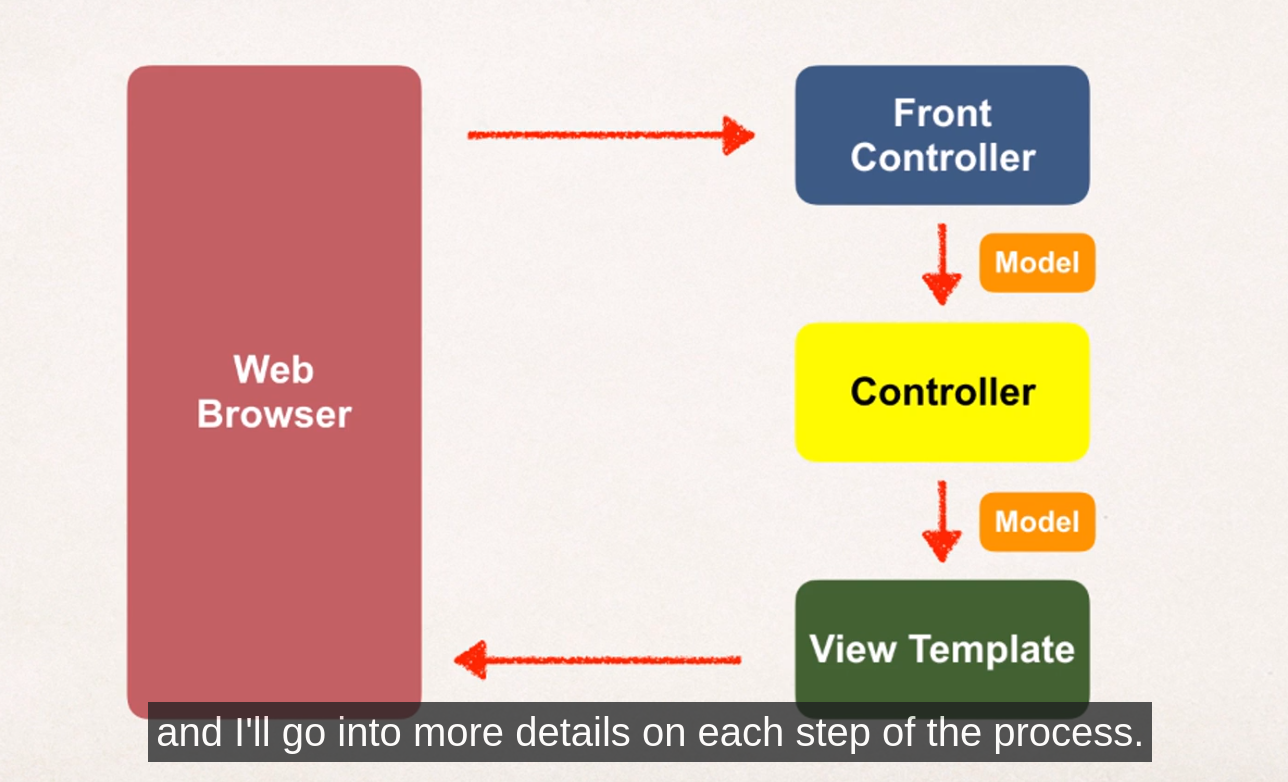 Front
Controller
Model
Web
Browser
Controller
Model
View Template
and I'll go into more details on each step of the process.